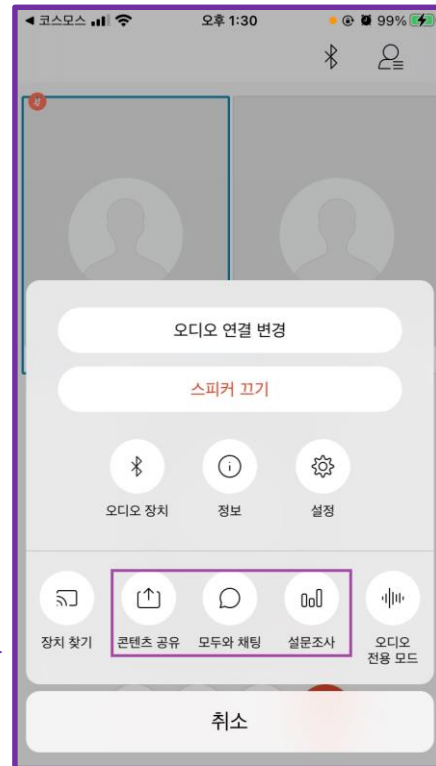 ◀ 코스모스 오후 1:30 99%
오디오 연결 변경
스피커 끄기
오디오 장치 정보 설정
장치 찾기 콘텐츠 공유 모두와 채팅 설문조사 오디오
전용 모드
취소